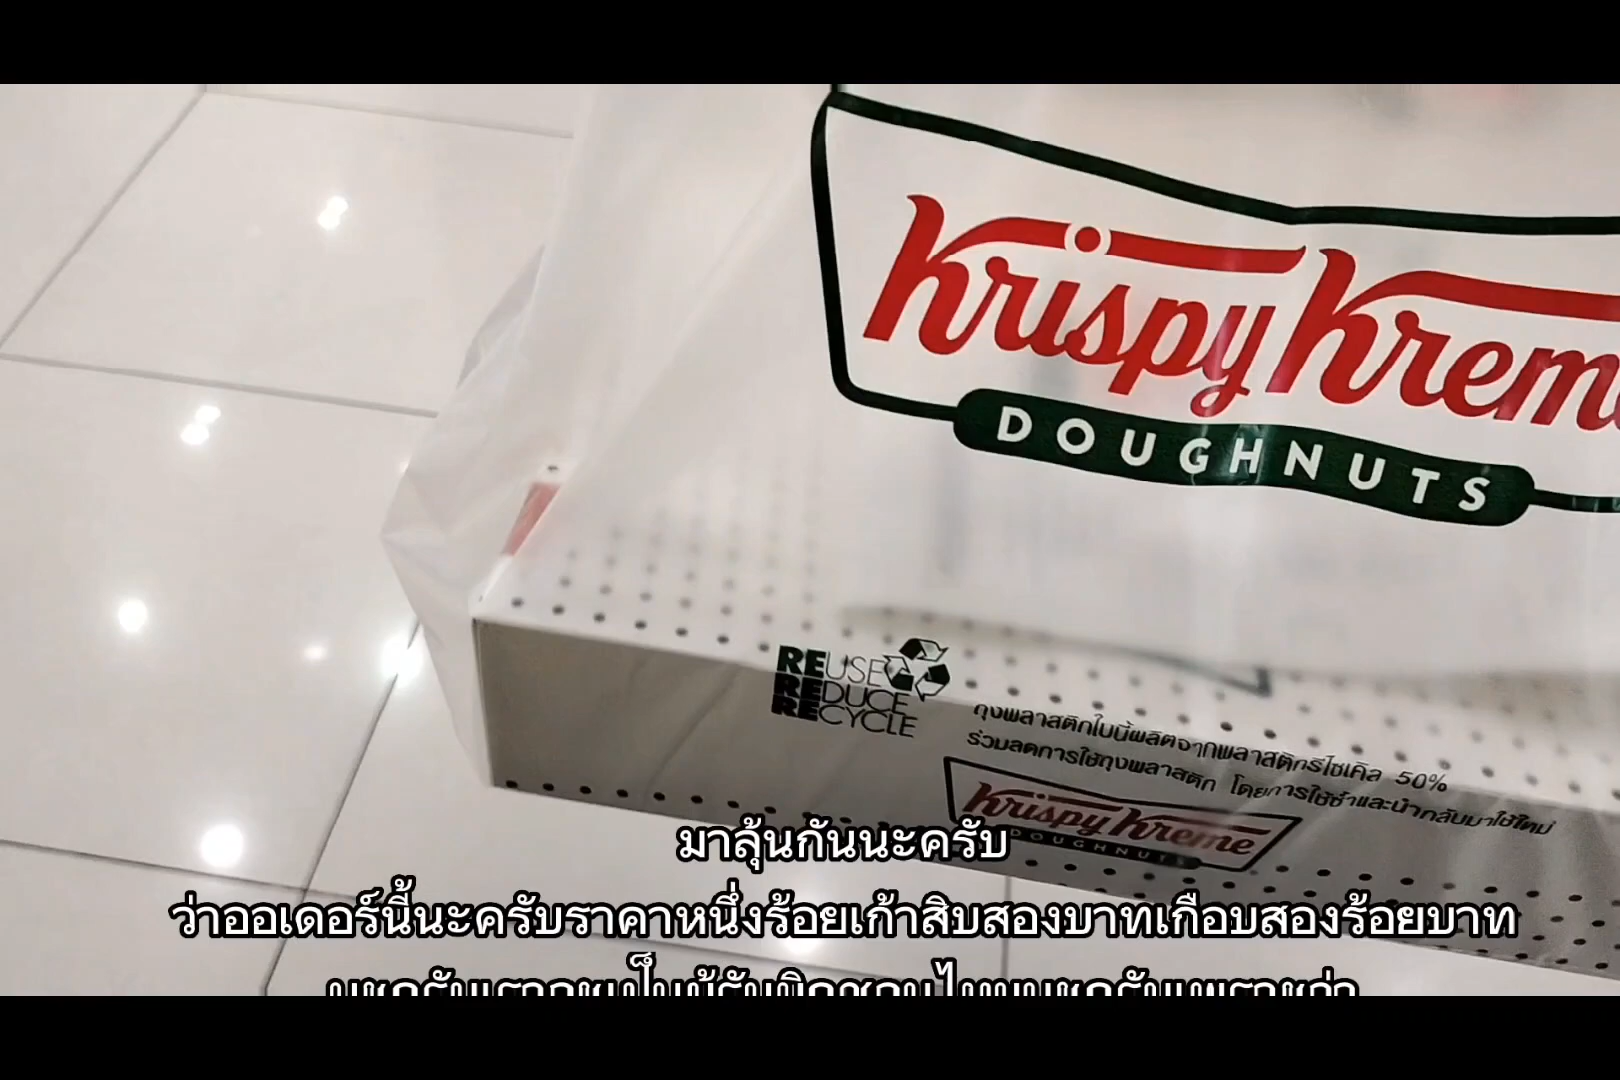 Krispy Kreme
DOUGHNUTS
REUSE
REDUCE
RECYCLE
ถุงพลาสติกใบนี้ผลิตจากพลาสติกรีไซเคิล 50%
ร่วมลดการใช้ถุงพลาสติก โดยการใช้ซ้ำและนำกลับมาใช้ใหม่
Krispy Kreme
DOUGHNUTS
มาลุ้นกันนะครับ
ว่าออเดอร์นี้นะครับราคาหนึ่งร้อยเก้าสิบสองบาทเกือบสองร้อยบาท